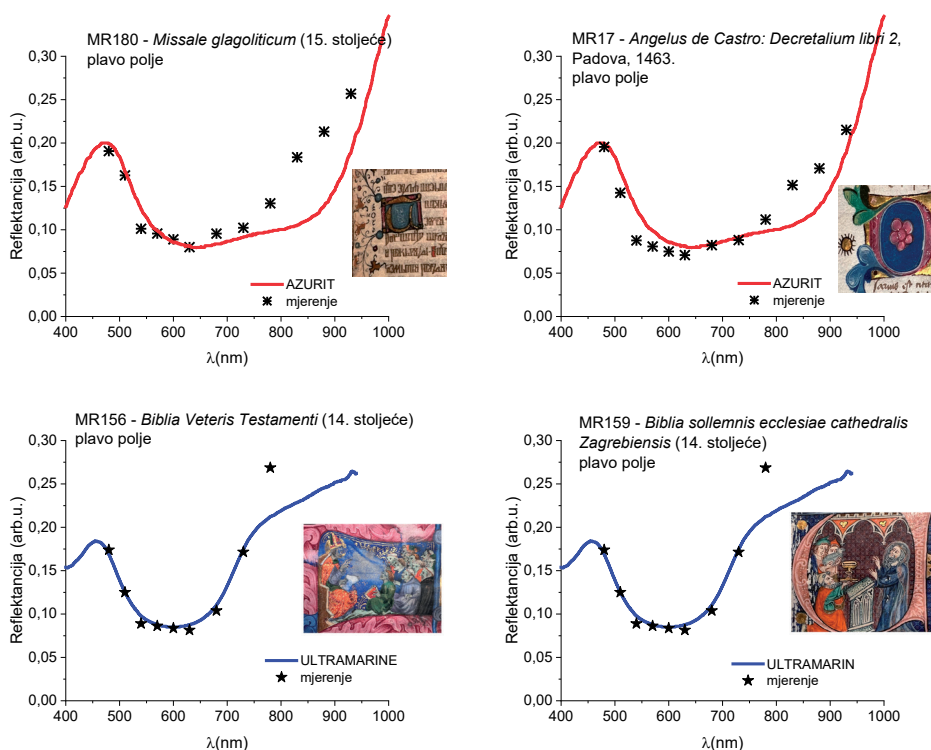 MR180 - Missale glagoliticum (15. stoljeće)
plavo polje
Reflektancija (arb.u.)
0,30
0,25
0,20
0,15
0,10
0,05
0,00
AZURIT
mjerenje
400 500 600 700 800 900 1000
λ(nm)
MR17 - Angelus de Castro: Decretalium libri 2,
Padova, 1463.
plavo polje
Reflektancija (arb.u.)
0,30
0,25
0,20
0,15
0,10
0,05
0,00
AZURIT
mjerenje
400 500 600 700 800 900 1000
λ(nm)
MR156 - Biblia Veteris Testamenti (14. stoljeće)
plavo polje
Reflektancija (arb.u.)
0,30
0,25
0,20
0,15
0,10
0,05
0,00
ULTRAMARINE
mjerenje
400 500 600 700 800 900 1000
λ(nm)
MR159 - Biblia sollemnis ecclesiae cathedralis
Zagrebiensis (14. stoljeće)
plavo polje
Reflektancija (arb.u.)
0,30
0,25
0,20
0,15
0,10
0,05
0,00
ULTRAMARIN
mjerenje
400 500 600 700 800 900 1000
λ(nm)